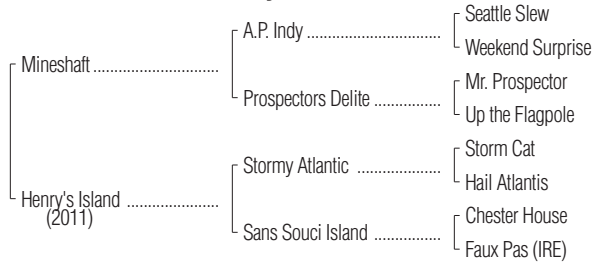 Seattle Slew
A.P. Indy ........................
Weekend Surprise
Mineshaft ........................
Mr. Prospector
Prospectors Delite ................
Up the Flagpole
Storm Cat
Stormy Atlantic ..................
Hail Atlantis
Henry's Island ..................
(2011)
Chester House
Sans Souci Island ................
Faux Pas (IRE)